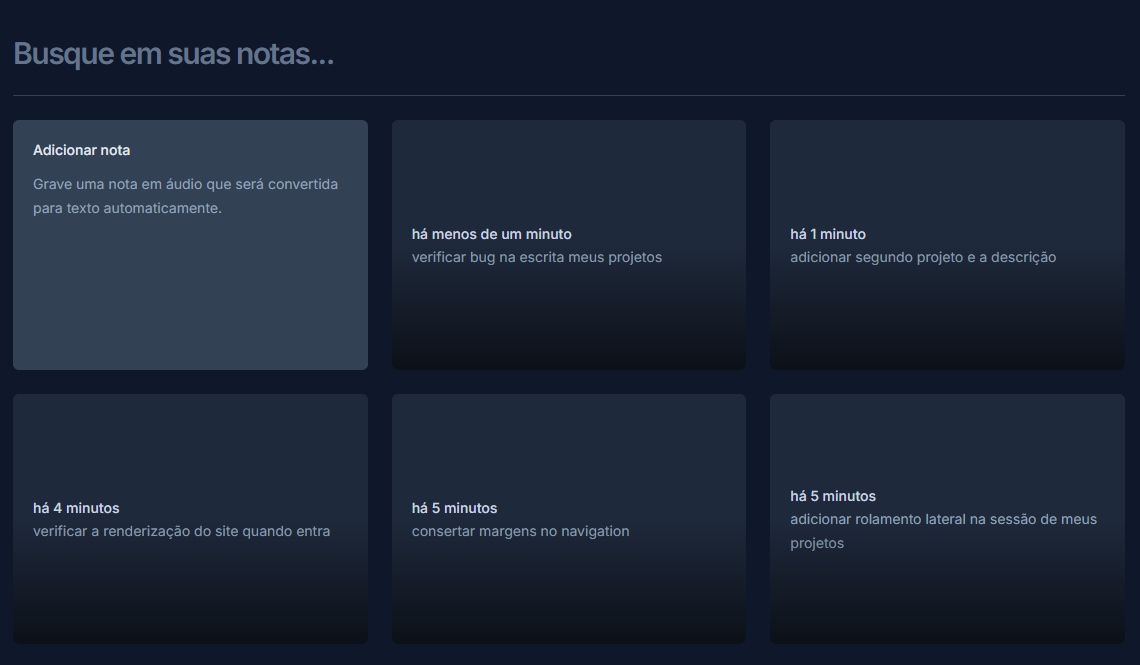 Busque em suas notas...
Adicionar nota
Grave uma nota em áudio que será convertida
para texto automaticamente.
há menos de um minuto
verificar bug na escrita meus projetos
há 1 minuto
adicionar segundo projeto e a descrição
há 4 minutos
verificar a renderização do site quando entra
há 5 minutos
consertar margens no navigation
há 5 minutos
adicionar rolamento lateral na sessão de meus
projetos